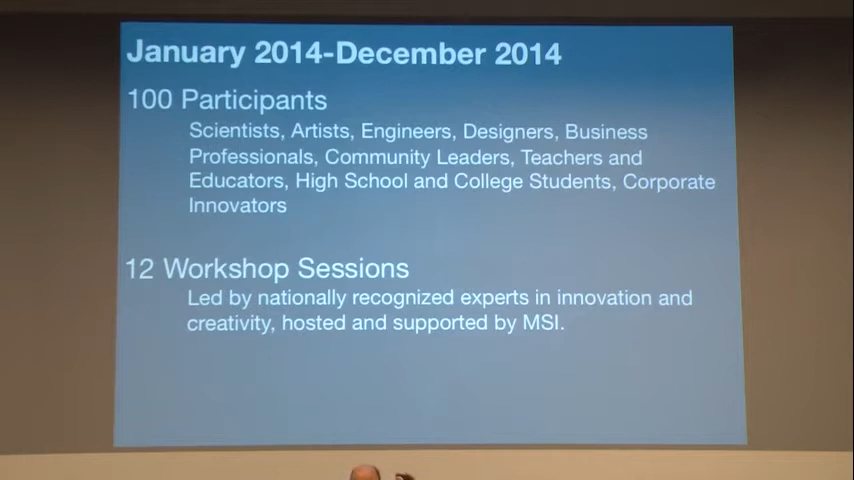 January 2014-December 2014
100 Participants
Scientists, Artists, Engineers, Designers, Business
Professionals, Community Leaders, Teachers and
Educators, High School and College Students, Corporate
Innovators
12 Workshop Sessions
Led by nationally recognized experts in innovation and
creativity, hosted and supported by MSI.